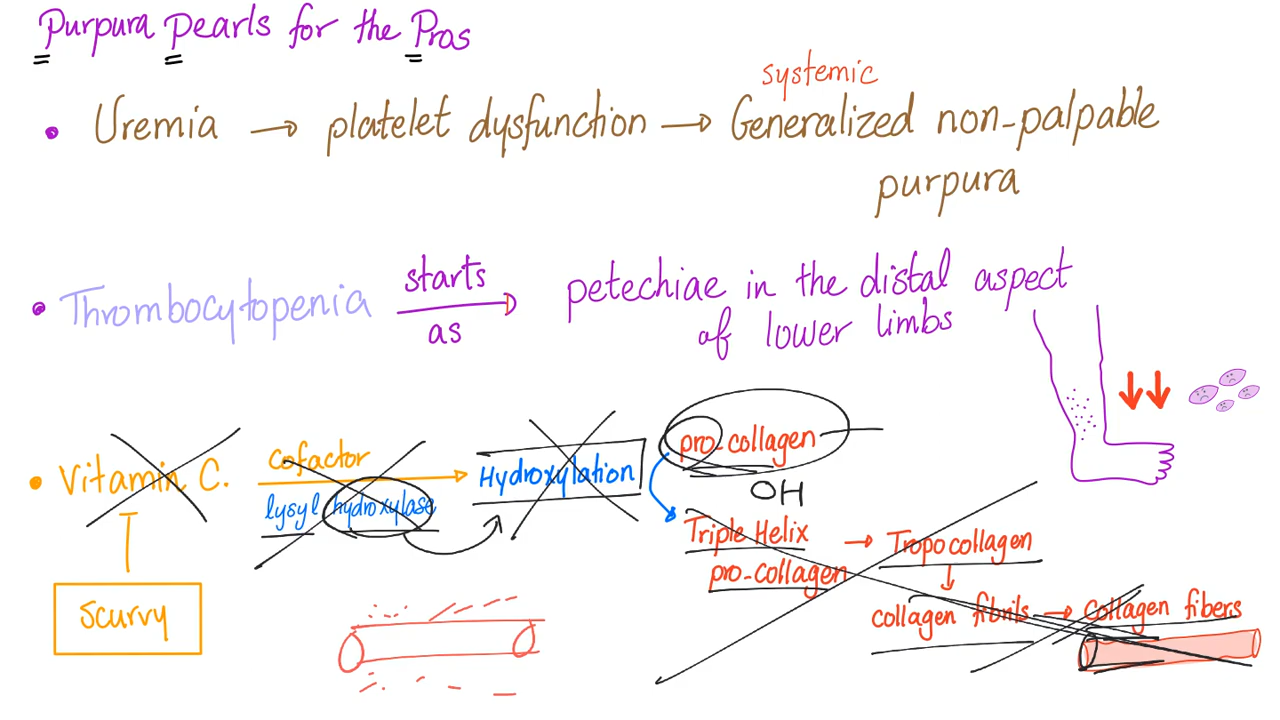 Purpura Pearls for the Pros
systemic
• Uremia → platelet dysfunction → Generalized non-palpable
purpura
• Thrombocytopenia starts as → petechiae in the distal aspect
of lower limbs
• Vitamin C. cofactor → Hydroxylation pro-collagen
lysyl hydroxylase
OH
Triple Helix → Tropocollagen
pro-collagen
↓
collagen fibrils → Collagen fibers
Scurvy